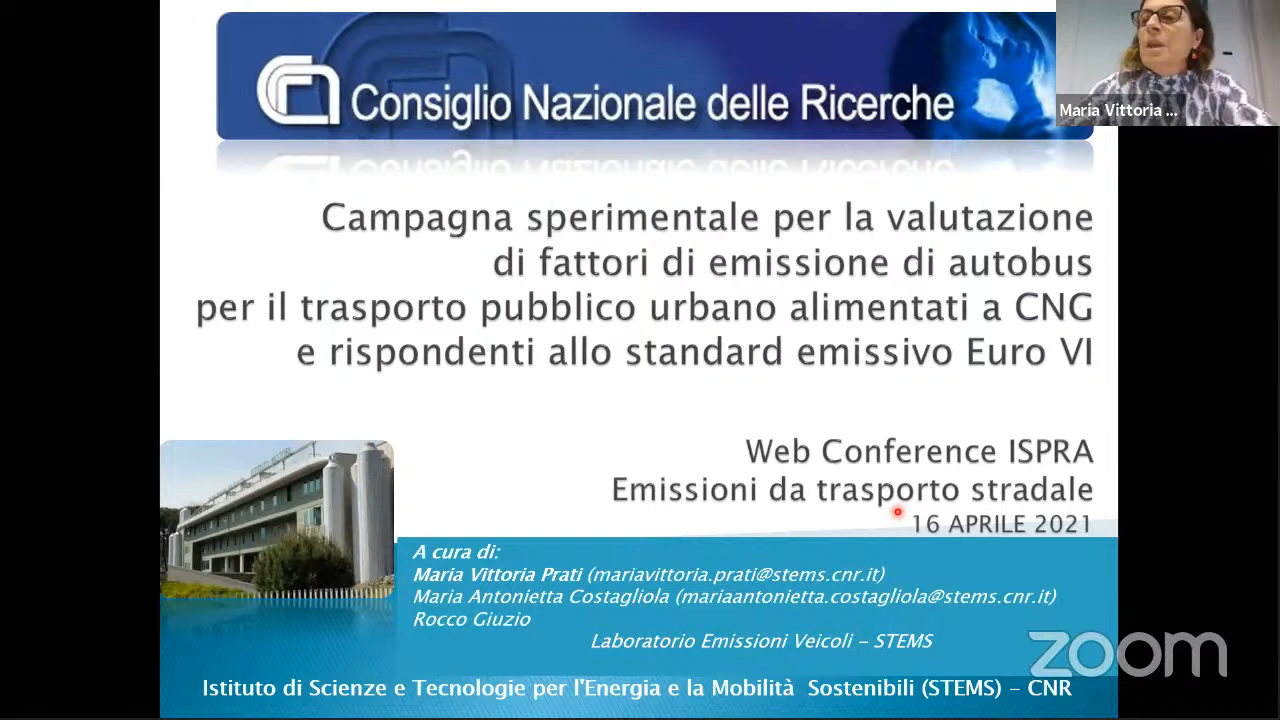 Consiglio Nazionale delle Ricerche
Maria Vittoria ...
Campagna sperimentale per la valutazione
di fattori di emissione di autobus
per il trasporto pubblico urbano alimentati a CNG
e rispondenti allo standard emissivo Euro VI
Web Conference ISPRA
Emissioni da trasporto stradale
16 APRILE 2021
A cura di:
Maria Vittoria Prati (mariavittoria.prati@stems.cnr.it)
Maria Antonietta Costagliola (mariaantonietta.costagliola@stems.cnr.it)
Rocco Giuzio
Laboratorio Emissioni Veicoli - STEMS
zoom
Istituto di Scienze e Tecnologie per l'Energia e la Mobilità Sostenibili (STEMS) - CNR